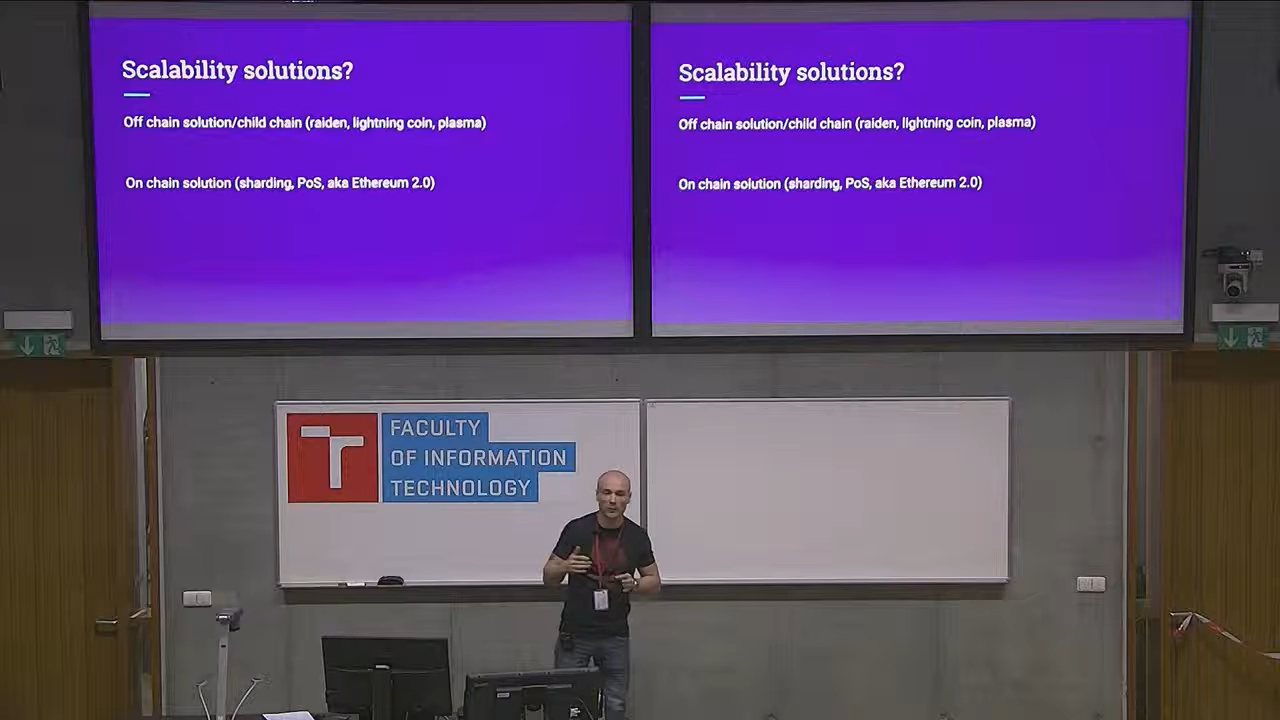 Scalability solutions?
Off chain solution/child chain (raiden, lightning coin, plasma)
On chain solution (sharding, PoS, aka Ethereum 2.0)
Scalability solutions?
Off chain solution/child chain (raiden, lightning coin, plasma)
On chain solution (sharding, PoS, aka Ethereum 2.0)
FACULTY
OF INFORMATION
TECHNOLOGY